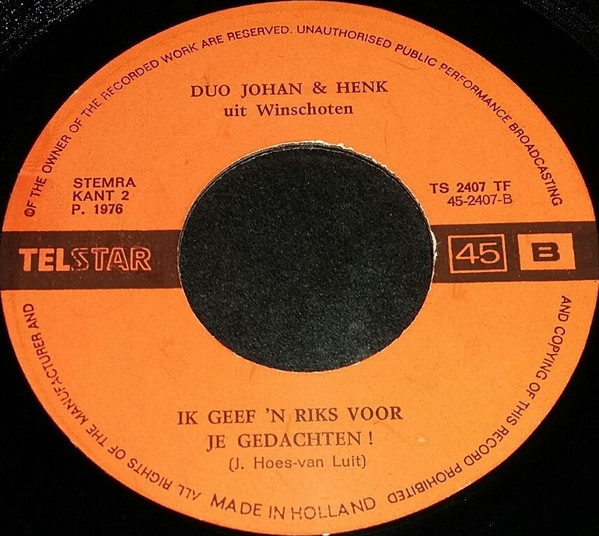 ALL RIGHTS OF THE MANUFACTURER AND OF THE OWNER OF THE RECORDED WORK ARE RESERVED. UNAUTHORISED PUBLIC PERFORMANCE BROADCASTING AND COPYING OF THIS RECORD PROHIBITED
DUO JOHAN & HENK
uit Winschoten
STEMRA
KANT 2
P. 1976
TS 2407 TF
45-2407-B
TELSTAR
45 B
IK GEEF 'N RIKS VOOR
JE GEDACHTEN !
(J. Hoes-van Luit)
MADE IN HOLLAND